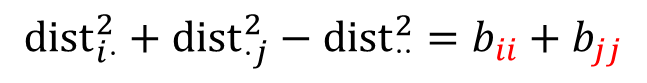 dist²ᵢ. + dist².ⱼ − dist².. = bᵢᵢ + bⱼⱼ